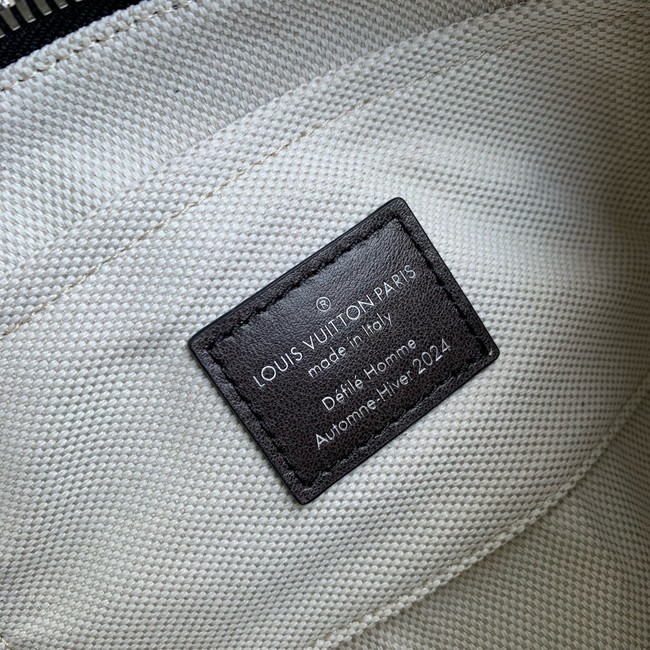 ®
LOUIS VUITTON·PARIS
made in Italy
Défilé Homme
Automne-Hiver 2024